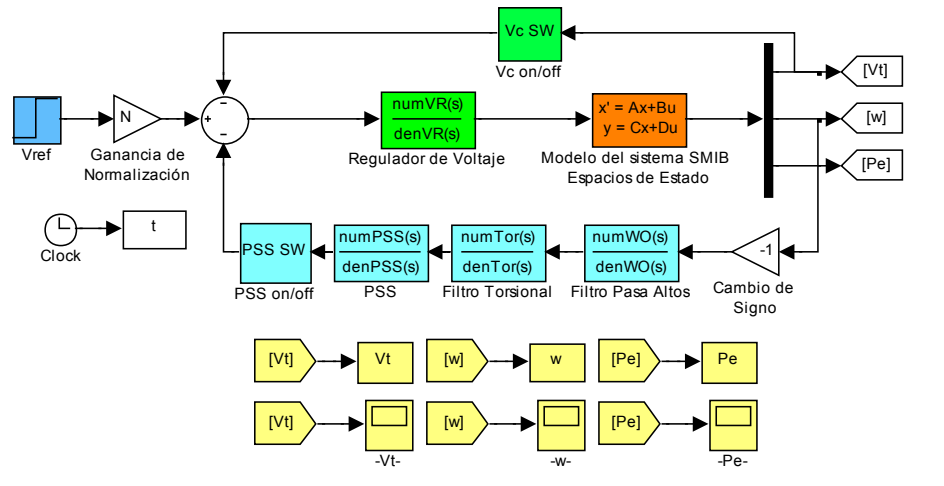 Vc SW
Vc on/off
[Vt]
[w]
[Pe]
Vref
N
Ganancia de
Normalización
numVR(s)
denVR(s)
Regulador de Voltaje
x' = Ax+Bu
y = Cx+Du
Modelo del sistema SMIB
Espacios de Estado
Clock
t
PSS SW
PSS on/off
numPSS(s)
denPSS(s)
PSS
numTor(s)
denTor(s)
Filtro Torsional
numWO(s)
denWO(s)
Filtro Pasa Altos
-1
Cambio de
Signo
[Vt]
Vt
[w]
w
[Pe]
Pe
[Vt]
-Vt-
[w]
-w-
[Pe]
-Pe-